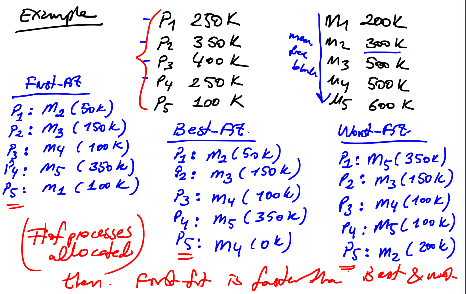 Example
P1 250K
P2 350K
P3 400K
P4 250K
P5 100K
M1 200K
M2 300K
M3 500K
M4 500K
M5 600K
mem
free
block
First-fit
P1: M2 (50K)
P2: M3 (150K)
P3: M4 (100K)
P4: M5 (350K)
P5: M1 (100K)
Best-fit
P1: M2 (50K)
P2: M3 (150K)
P3: M4 (100K)
P4: M5 (350K)
P5: M4 (0K)
Worst-fit
P1: M5 (350K)
P2: M3 (150K)
P3: M4 (100K)
P4: M5 (100K)
P5: M2 (200K)
(# of processes
allocated)
then First fit is faster than Best & worst